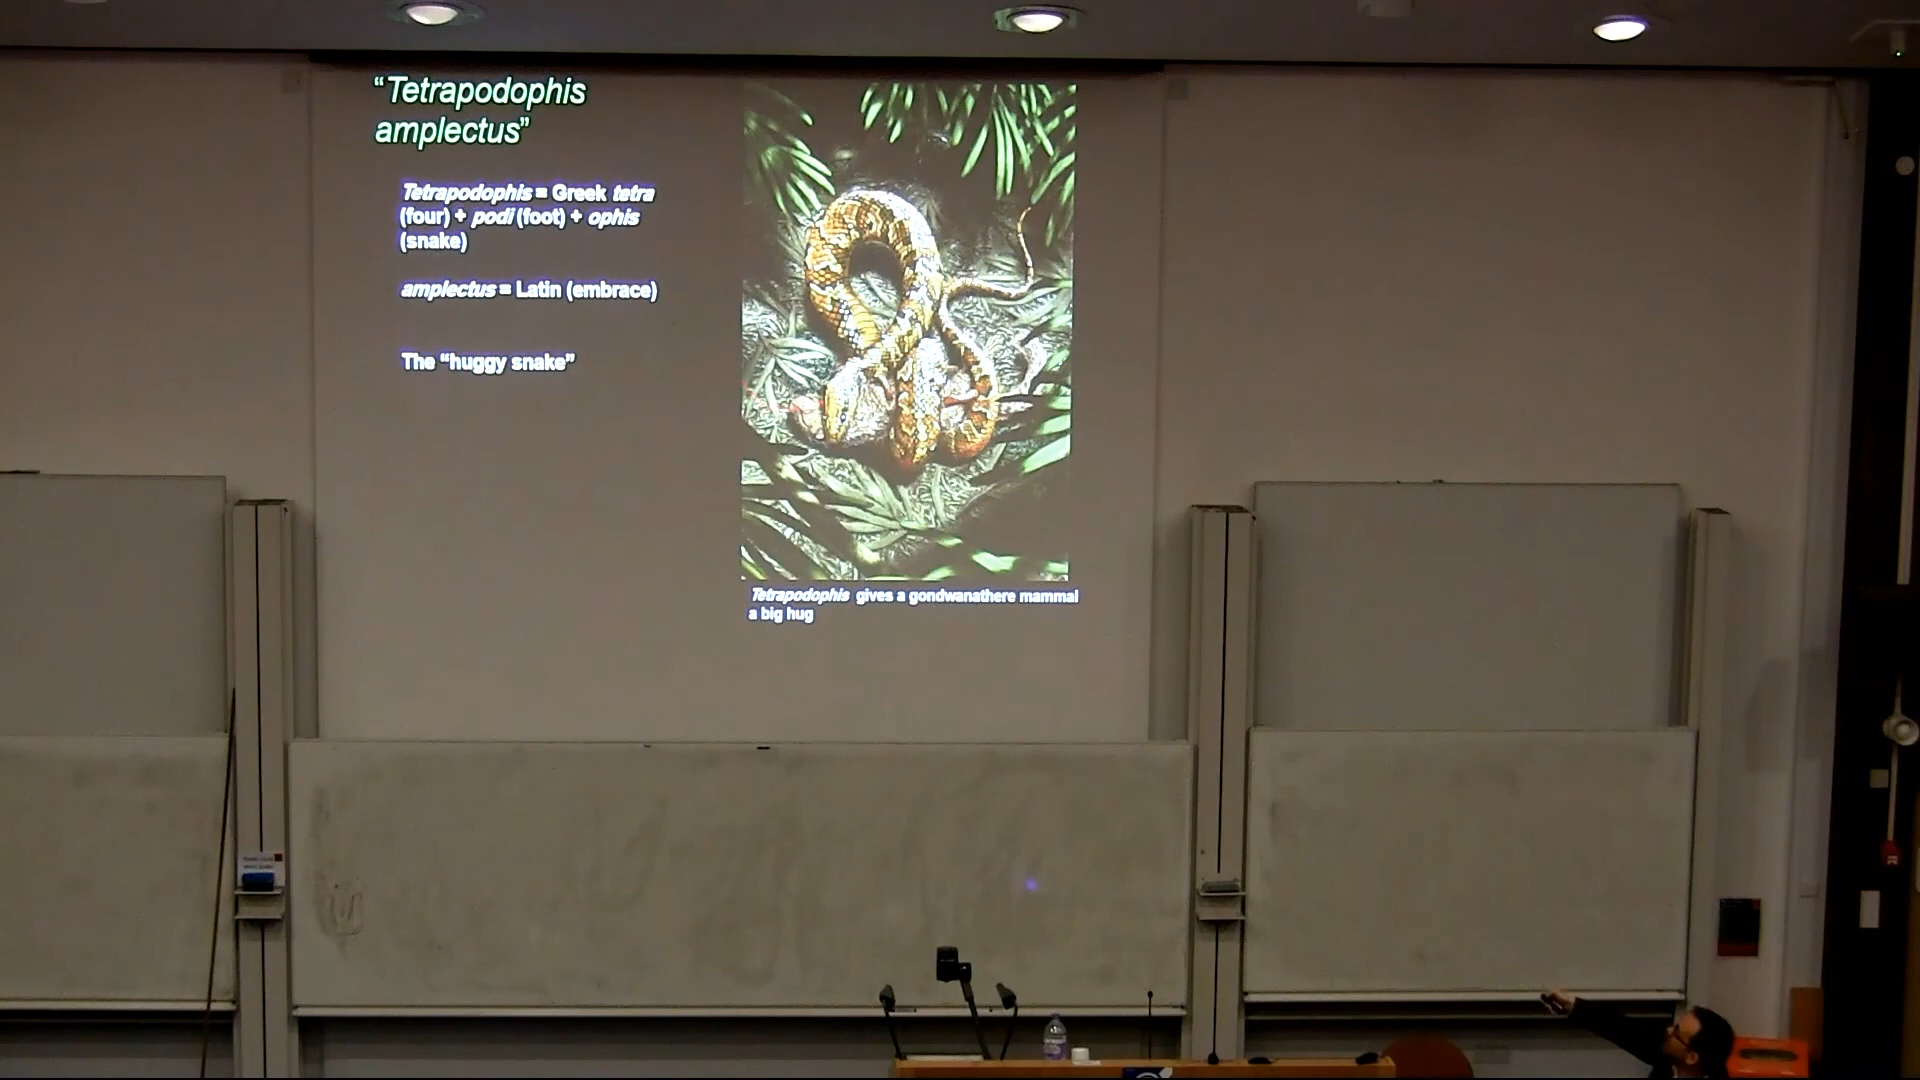 “Tetrapodophis
amplectus”
Tetrapodophis = Greek tetra
(four) + podi (foot) + ophis
(snake)
amplectus = Latin (embrace)
The “huggy snake”
Tetrapodophis gives a gondwanathere mammal
a big hug